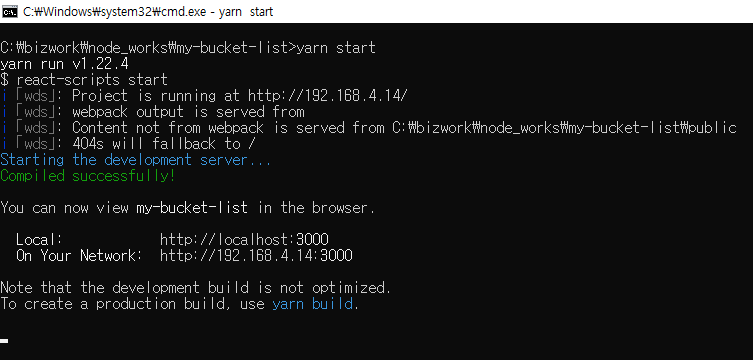 C:₩Windows₩system32₩cmd.exe - yarn  start
C:₩bizwork₩node_works₩my-bucket-list>yarn start
yarn run v1.22.4
$ react-scripts start
i ｢wds｣: Project is running at http://192.168.4.14/
i ｢wds｣: webpack output is served from
i ｢wds｣: Content not from webpack is served from C:₩bizwork₩node_works₩my-bucket-list₩public
i ｢wds｣: 404s will fallback to /
Starting the development server...
Compiled successfully!
You can now view my-bucket-list in the browser.
Local:            http://localhost:3000
On Your Network:  http://192.168.4.14:3000
Note that the development build is not optimized.
To create a production build, use yarn build.